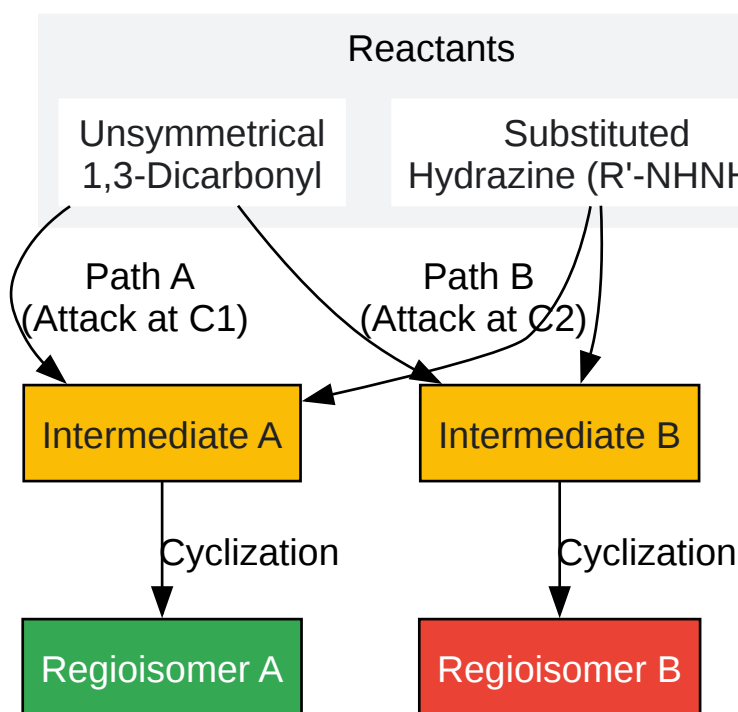 Reactants
Unsymmetrical
1,3-Dicarbonyl
Substituted
Hydrazine (R'-NHNH
Path A
(Attack at C1)
Path B
(Attack at C2)
Intermediate A
Intermediate B
Cyclization
Cyclization
Regioisomer A
Regioisomer B